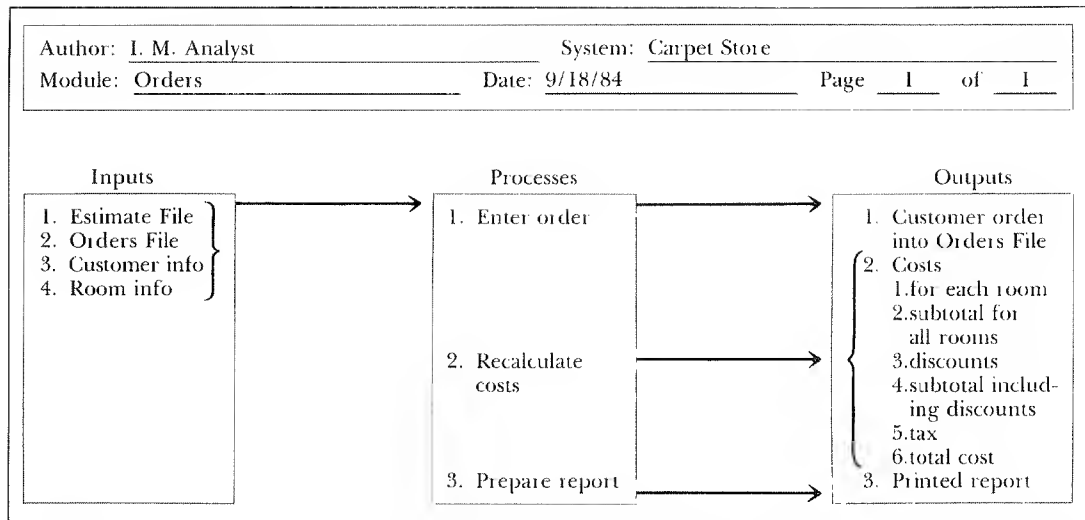 Author: I. M. Analyst System: Carpet Store
Module: Orders Date: 9/18/84 Page 1 of 1
Inputs
1. Estimate File
2. Orders File
3. Customer info
4. Room info
Processes
1. Enter order
2. Recalculate
costs
3. Prepare report
Outputs
1. Customer order
into Orders File
2. Costs
1.for each room
2.subtotal for
all rooms
3.discounts
4.subtotal includ-
ing discounts
5.tax
6.total cost
3. Printed report